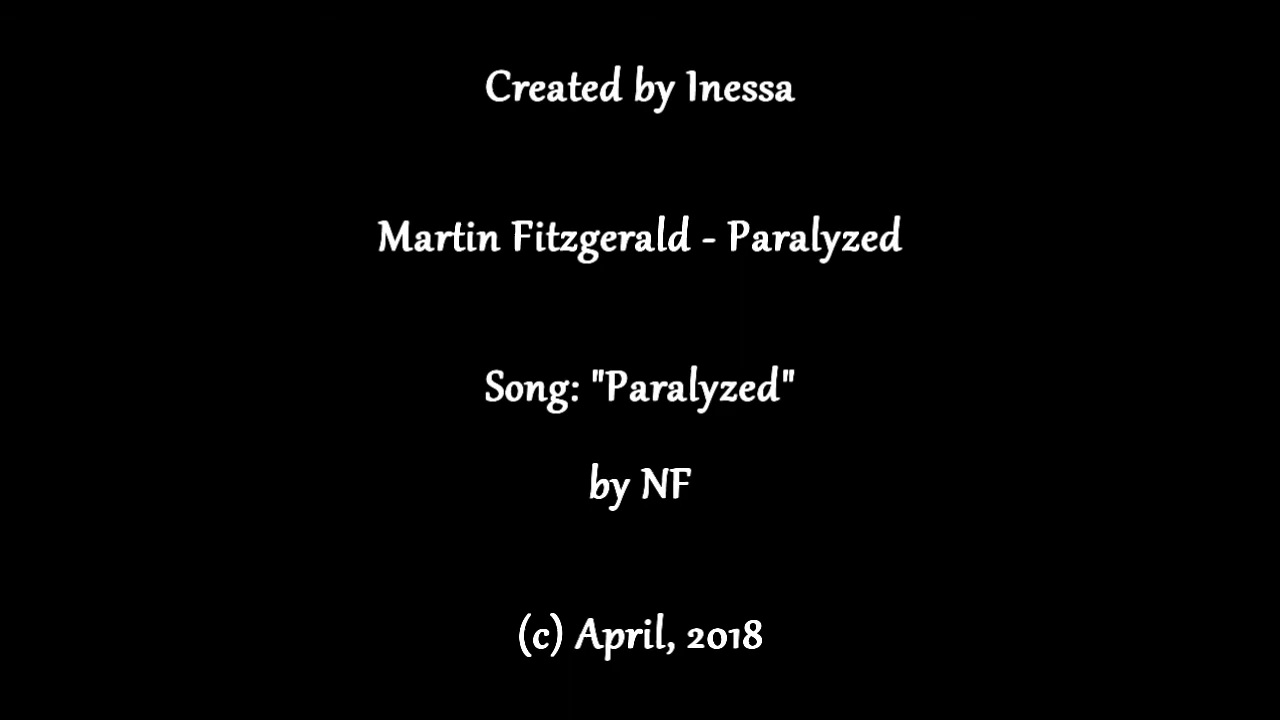 Created by Inessa
Martin Fitzgerald - Paralyzed
Song: "Paralyzed"
by NF
(c) April, 2018